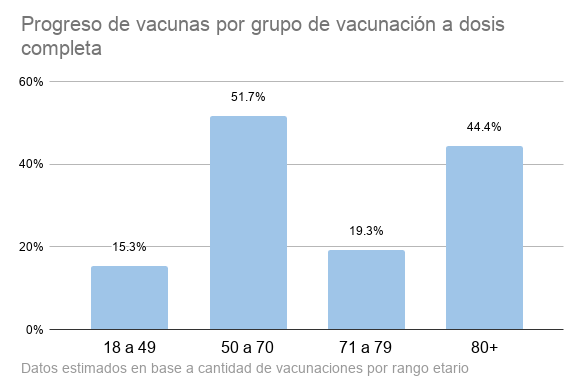 Progreso de vacunas por grupo de vacunación a dosis
completa
60%
51.7%
44.4%
40%
19.3%
20%
15.3%
0%
18 a 49 50 a 70 71 a 79 80+
Datos estimados en base a cantidad de vacunaciones por rango etario